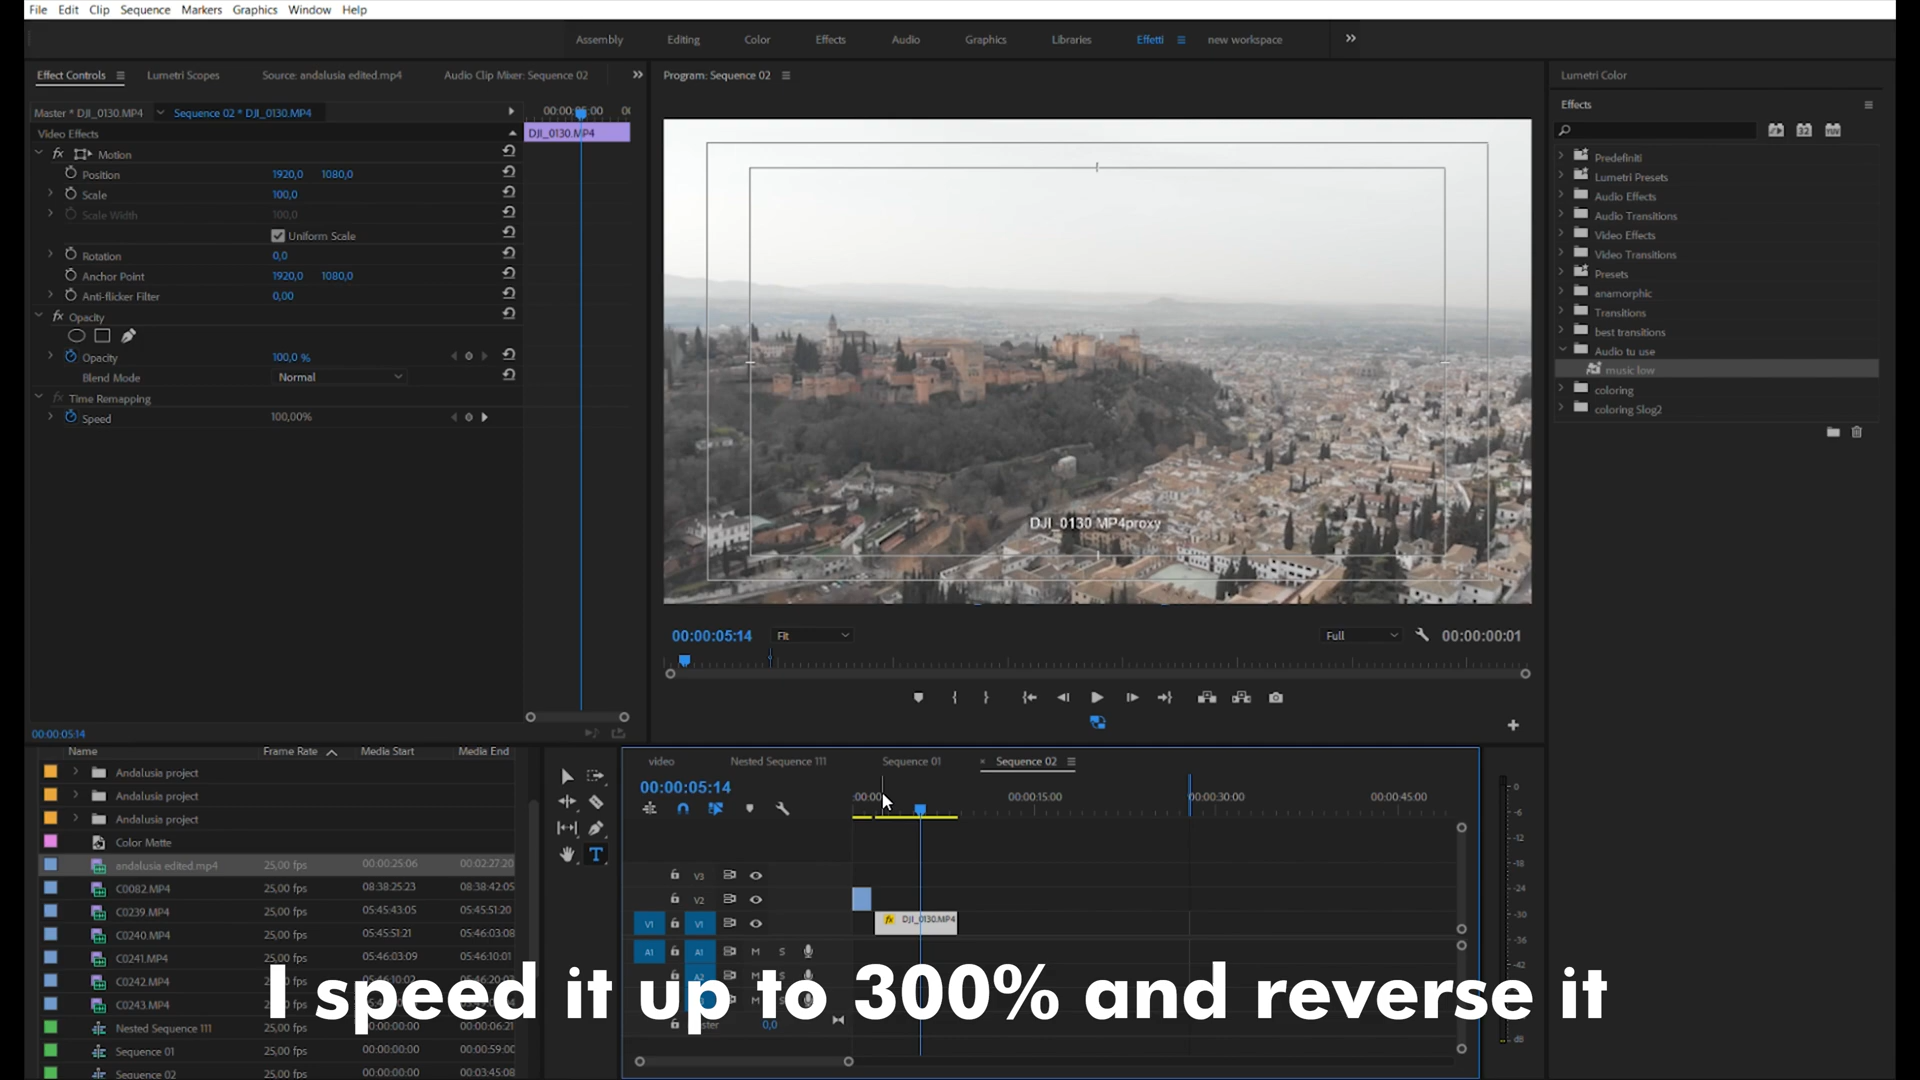 File Edit Clip Sequence Markers Graphics Window Help
Assembly Editing Color Effects Audio Graphics Libraries Effetti new workspace
Effect Controls Lumetri Scopes Source: andalusia edited.mp4 Audio Clip Mixer: Sequence 02
Program: Sequence 02
Lumetri Color
Effects
Master * DJI_0130.MP4 Sequence 02 * DJI_0130.MP4
00:00:05:00
Video Effects
DJI_0130.MP4
fx Motion
Position 1920,0 1080,0
Scale 100,0
Scale Width 100,0
Uniform Scale
Rotation 0,0
Anchor Point 1920,0 1080,0
Anti-flicker Filter 0,00
fx Opacity
Opacity 100,0 %
Blend Mode Normal
fx Time Remapping
Speed 100,00%
00:00:05:14
DJI_0130 MP4proxy
00:00:05:14 Fit Full 00:00:00:01
32
Predefiniti
Lumetri Presets
Audio Effects
Audio Transitions
Video Effects
Video Transitions
Presets
anamorphic
Transitions
best transitions
Audio tu use
music low
coloring
coloring Slog2
Name Frame Rate Media Start Media End
Andalusia project
Andalusia project
Andalusia project
Color Matte
andalusia edited.mp4 25,00 fps 00:00:25:06 00:02:27:20
C0082.MP4 25,00 fps 08:38:25:23 08:38:42:05
C0239.MP4 25,00 fps 05:45:43:05 05:45:51:20
C0240.MP4 25,00 fps 05:45:51:21 05:46:03:08
C0241.MP4 25,00 fps 05:46:03:09 05:46:10:01
C0242.MP4 25,00 fps
C0243.MP4 25,00 fps
Nested Sequence 111 25,00 fps 00:00:00:00 00:00:06:21
Sequence 01 25,00 fps 00:00:00:00 00:00:59:00
Sequence 02 25,00 fps 00:00:00:00 00:03:45:08
video Nested Sequence 111 Sequence 01 Sequence 02
00:00:05:14
:00:00 00:00:15:00 00:00:30:00 00:00:45:00
V3
V2
V1 V1 fx DJI_0130.MP4
A1 A1 M S
A2 M S
M
0,0
0
-6
-12
-18
-24
-30
-36
-42
dB
I speed it up to 300% and reverse it